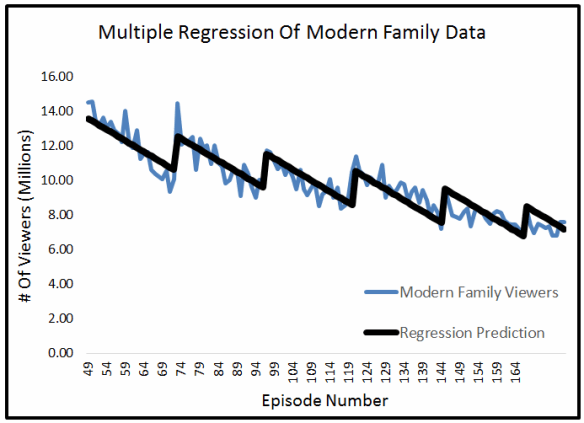 Multiple Regression Of Modern Family Data
16.00
14.00
12.00
10.00
8.00
6.00
4.00
2.00
0.00
# Of Viewers (Millions)
Modern Family Viewers
Regression Prediction
49 54 59 64 69 74 79 84 89 94 99 104 109 114 119 124 129 134 139 144 149 154 159 164
Episode Number